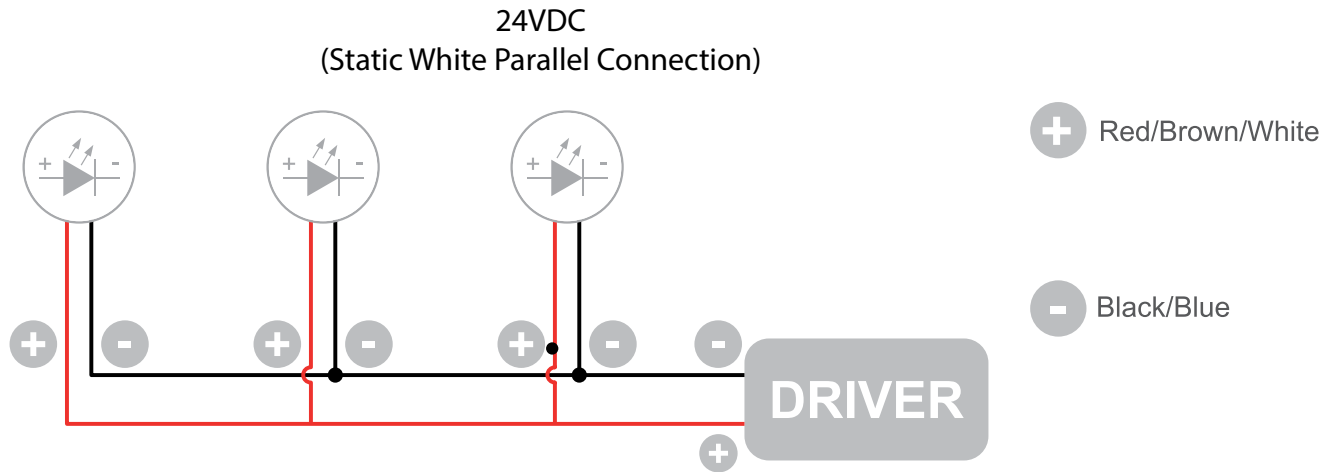 24VDC
(Static White Parallel Connection)
+ -
+ -
+ -
+ Red/Brown/White
- Black/Blue
+ - + - + - -
DRIVER
+